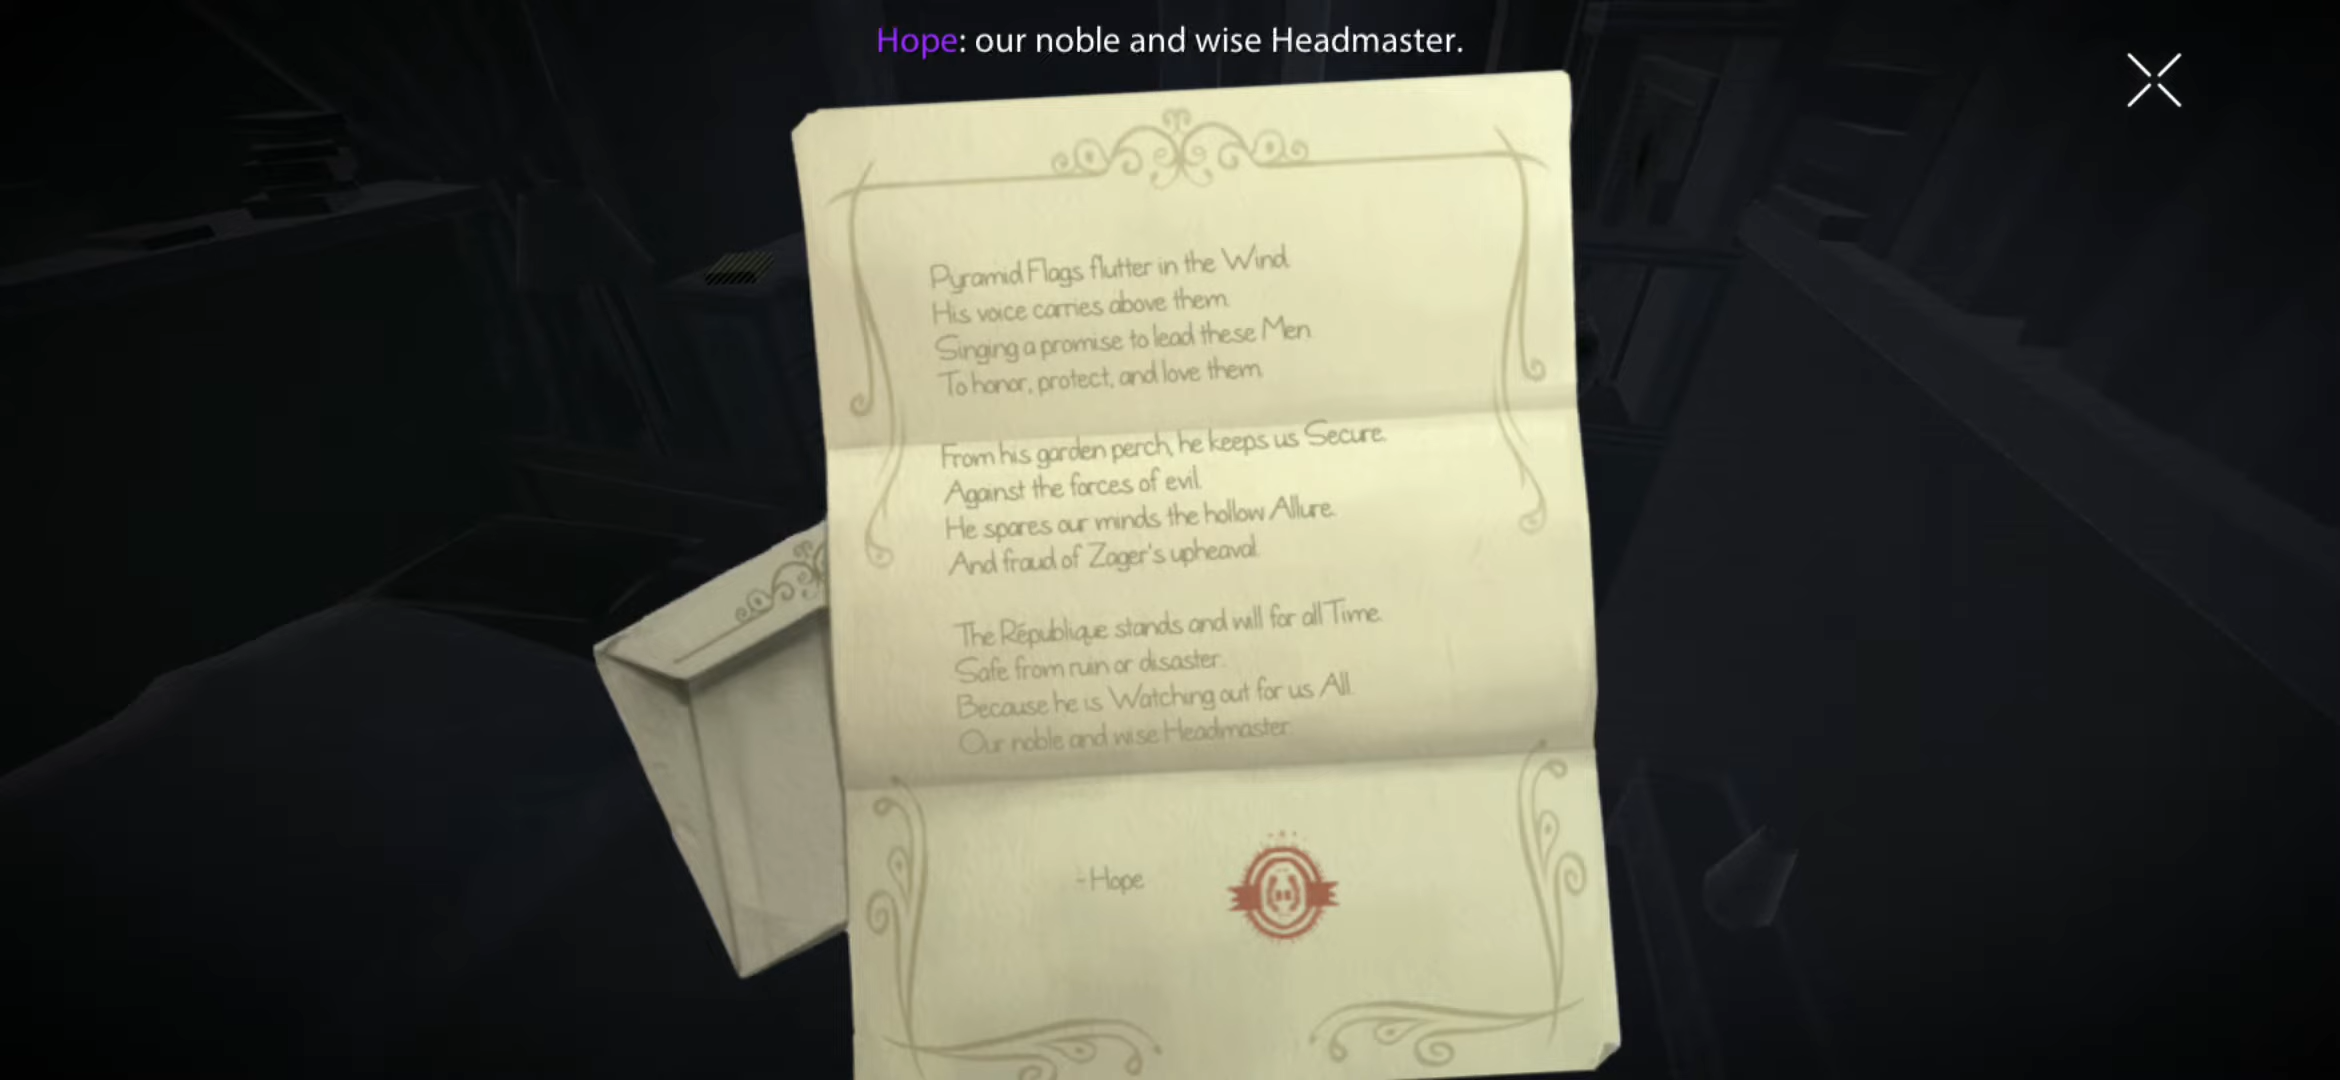 Hope: our noble and wise Headmaster.
Pyramid Flags flutter in the Wind.
His voice carries above them.
Singing a promise to lead these Men
To honor, protect, and love them.
From his garden perch, he keeps us Secure.
Against the forces of evil.
He spares our minds the hollow Allure.
And fraud of Zager's upheaval.
The République stands and will for all Time.
Safe from ruin or disaster.
Because he is Watching out for us All.
Our noble and wise Headmaster.
-Hope